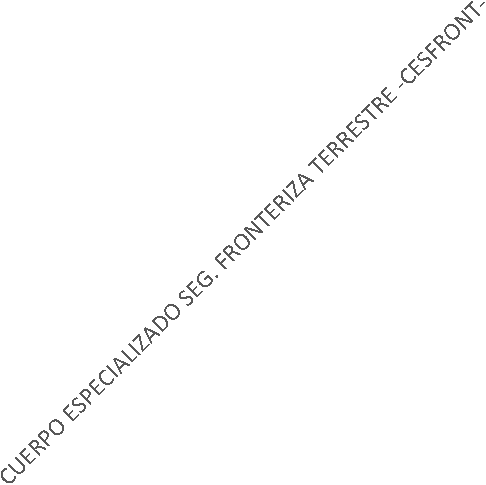 CUERPO ESPECIALIZADO SEG. FRONTERIZA TERRESTRE -CESFRONT-